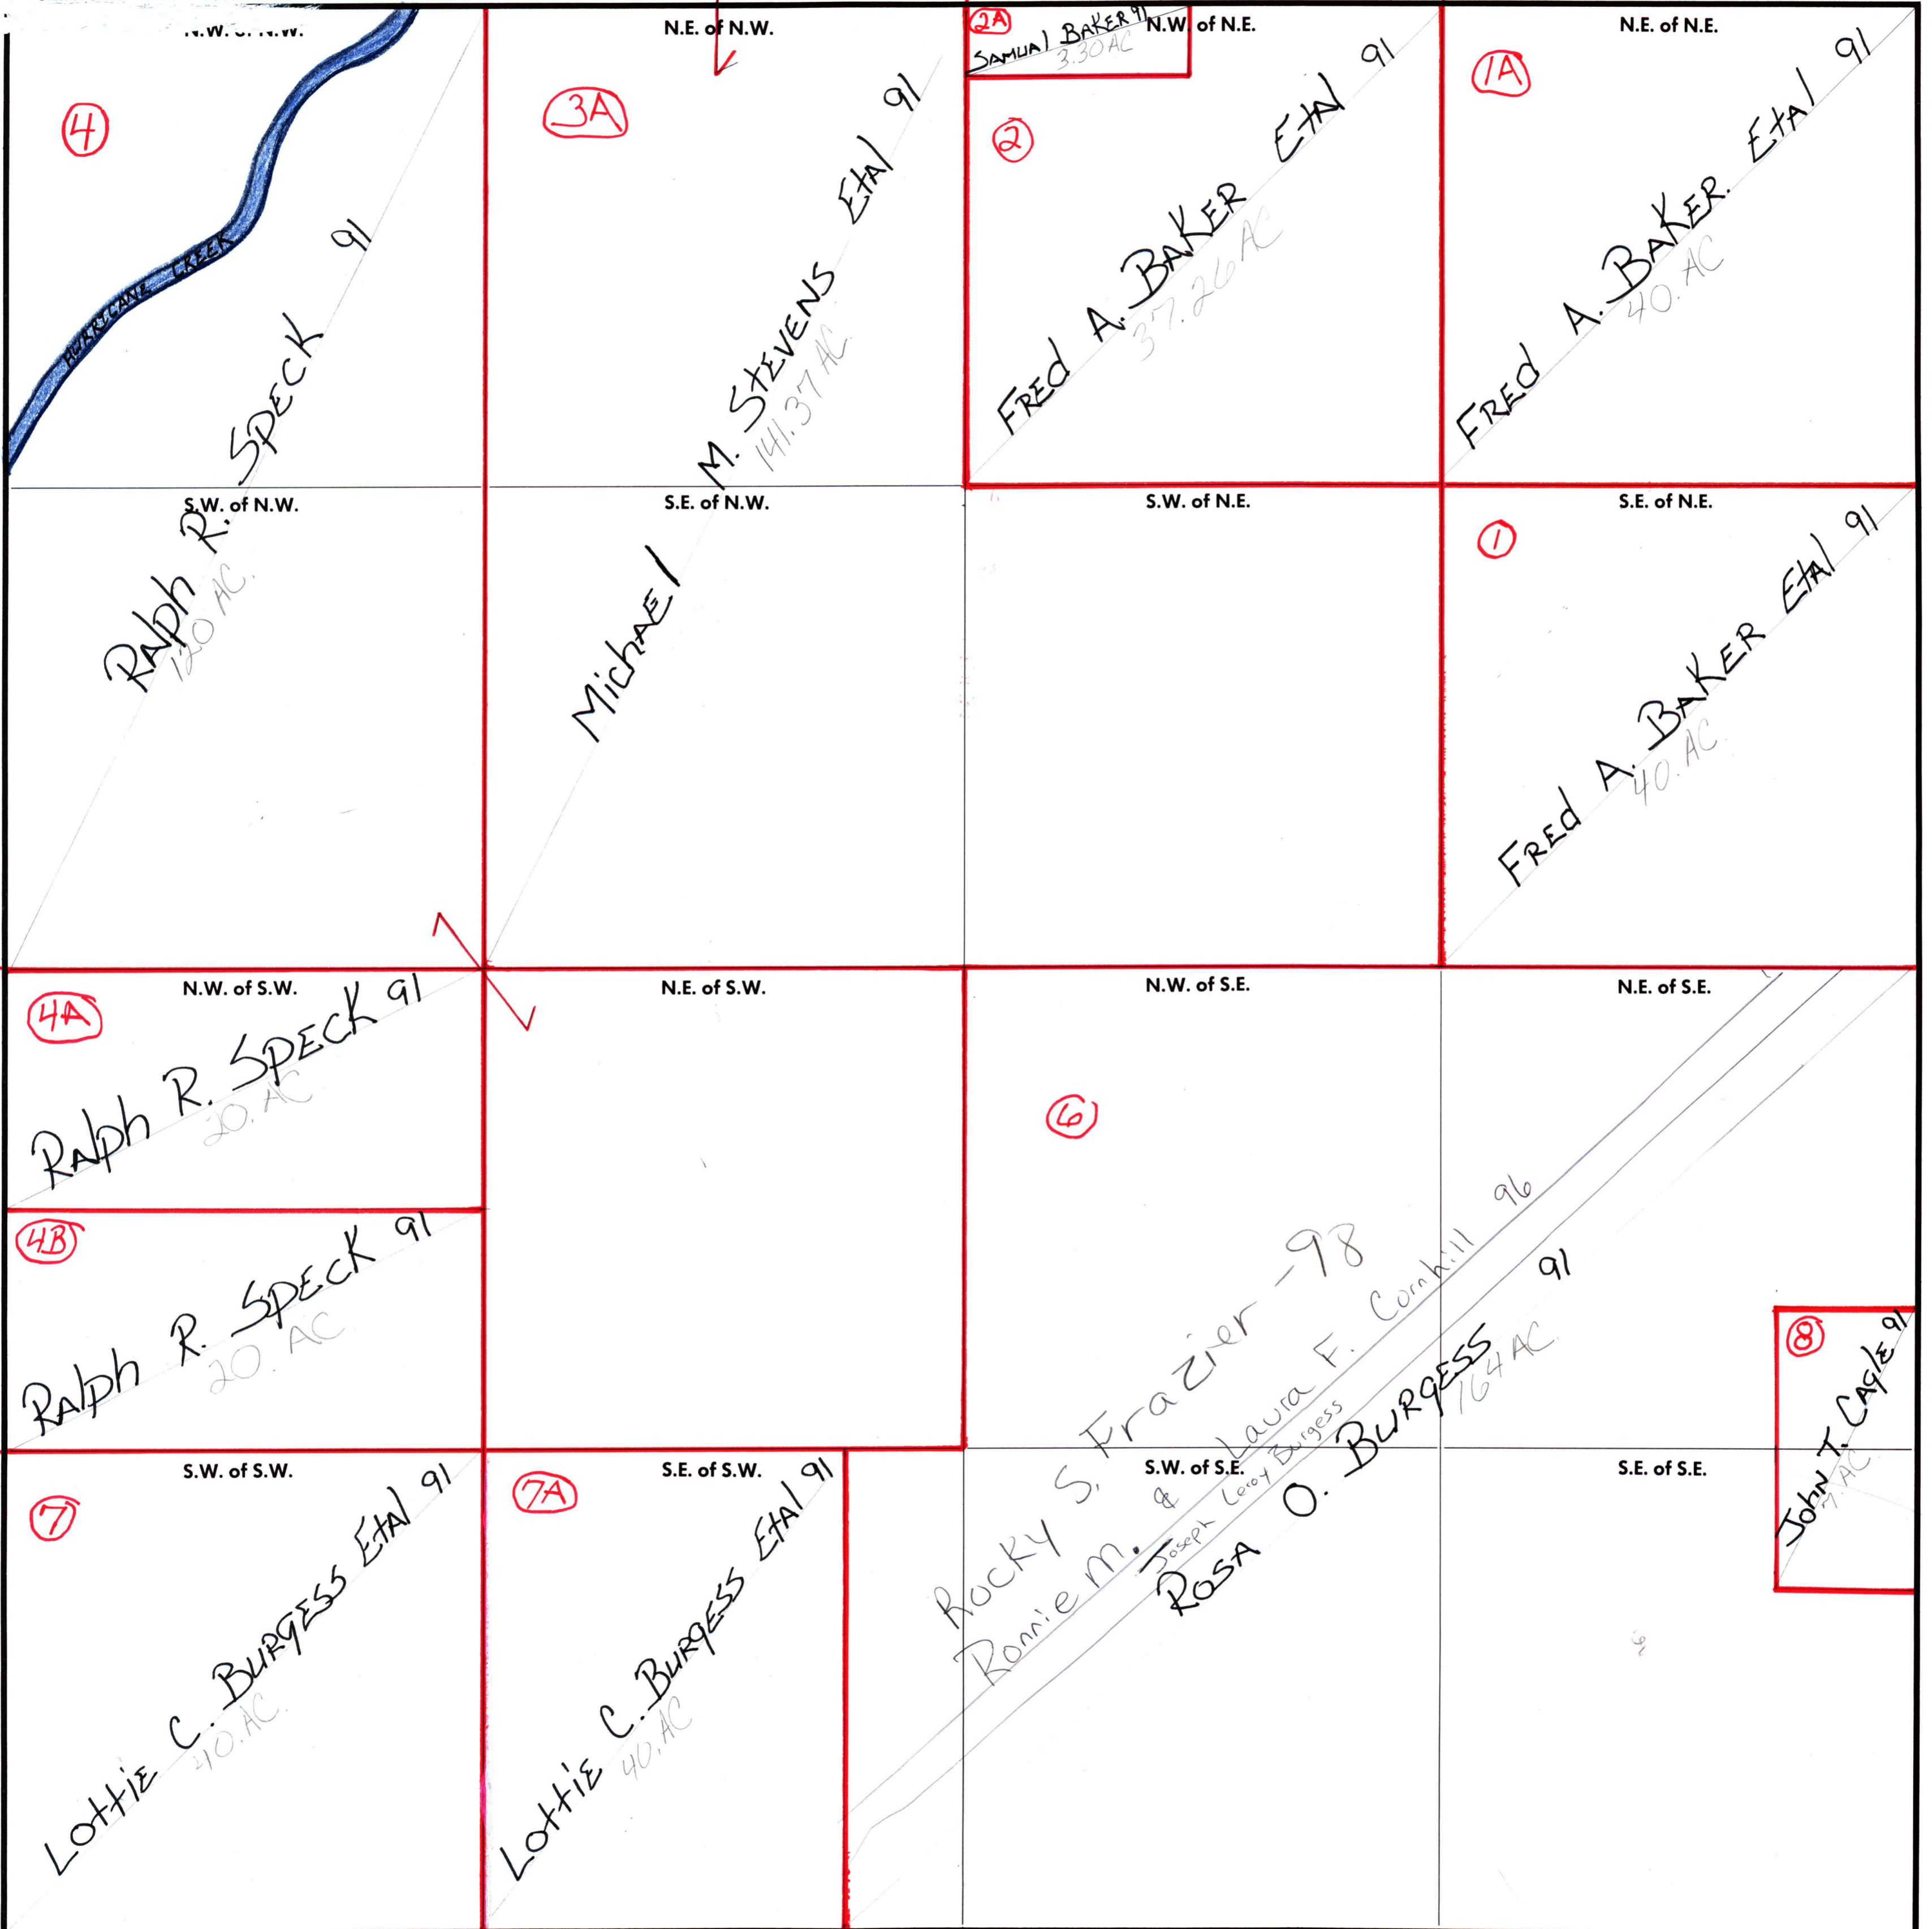 N.W. of N.W.
4
HURRICANE CREEK
Ralph R. Speck 91
120 AC.
N.E. of N.W.
3A
Michael M. Stevens Etal 91
141.37 AC.
2A
Samual Baker 91
3.30 AC
N.W. of N.E.
2
Fred A. Baker Etal 91
37.26 AC
N.E. of N.E.
1A
Fred A. Baker. Etal 91
40. AC
S.W. of N.W.
S.E. of N.W.
S.W. of N.E.
S.E. of N.E.
1
Fred A. Baker Etal 91
40. AC.
N.W. of S.W.
4A
Ralph R. Speck 91
20. AC
4B
Ralph R. Speck 91
20. AC
N.E. of S.W.
N.W. of S.E.
6
Rocky S. Frazier -98
Ronnie M. & Laura F. Cornhill 96
Joseph Leroy Burgess
Rosa O. Burgess 91
164 AC
N.E. of S.E.
8
John T. Cagle 91
S.W. of S.W.
7
Lottie C. Burgess Etal 91
40. AC.
S.E. of S.W.
7A
Lottie C. Burgess Etal 91
40. AC
S.W. of S.E.
S.E. of S.E.